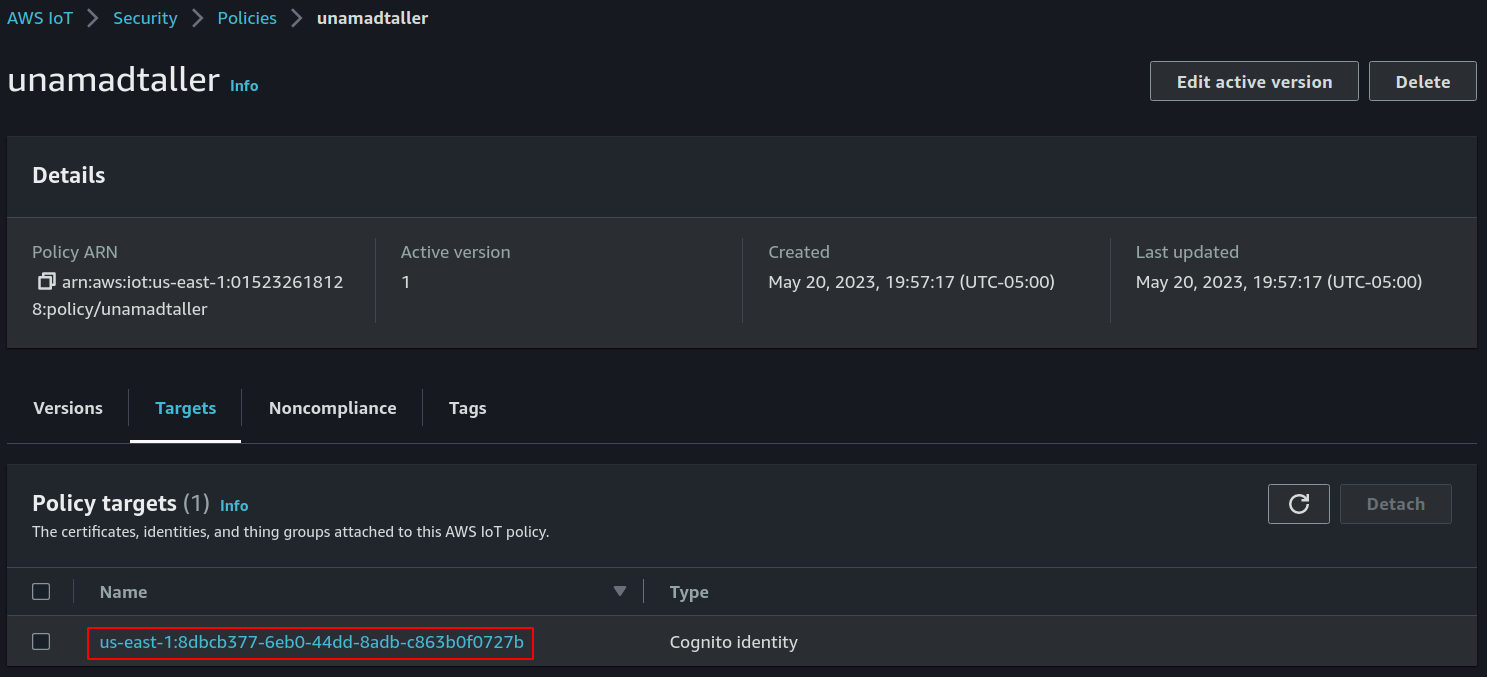 AWS IoT > Security > Policies > unamadtaller
unamadtaller Info
Edit active version
Delete
Details
Policy ARN
arn:aws:iot:us-east-1:01523261812
8:policy/unamadtaller
Active version
1
Created
May 20, 2023, 19:57:17 (UTC-05:00)
Last updated
May 20, 2023, 19:57:17 (UTC-05:00)
Versions
Targets
Noncompliance
Tags
Policy targets (1) Info
The certificates, identities, and thing groups attached to this AWS IoT policy.
Detach
Name
Type
us-east-1:8dbcb377-6eb0-44dd-8adb-c863b0f0727b
Cognito identity